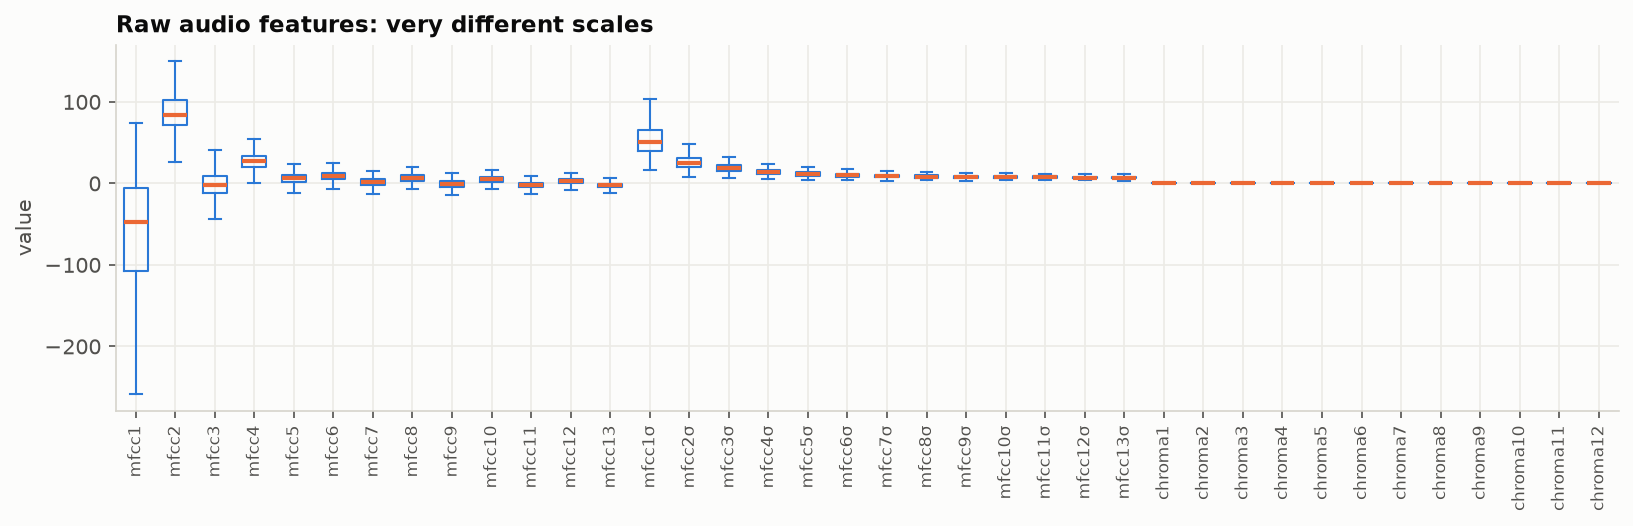 Raw audio features: very different scales
value
100
0
−100
−200
mfcc1
mfcc2
mfcc3
mfcc4
mfcc5
mfcc6
mfcc7
mfcc8
mfcc9
mfcc10
mfcc11
mfcc12
mfcc13
mfcc1σ
mfcc2σ
mfcc3σ
mfcc4σ
mfcc5σ
mfcc6σ
mfcc7σ
mfcc8σ
mfcc9σ
mfcc10σ
mfcc11σ
mfcc12σ
mfcc13σ
chroma1
chroma2
chroma3
chroma4
chroma5
chroma6
chroma7
chroma8
chroma9
chroma10
chroma11
chroma12